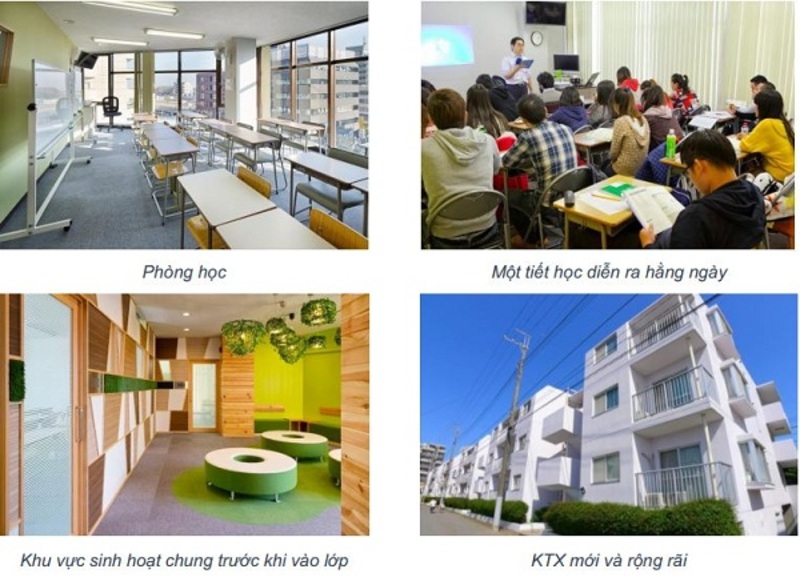 Phòng học
Một tiết học diễn ra hằng ngày
Khu vực sinh hoạt chung trước khi vào lớp
KTX mới và rộng rãi